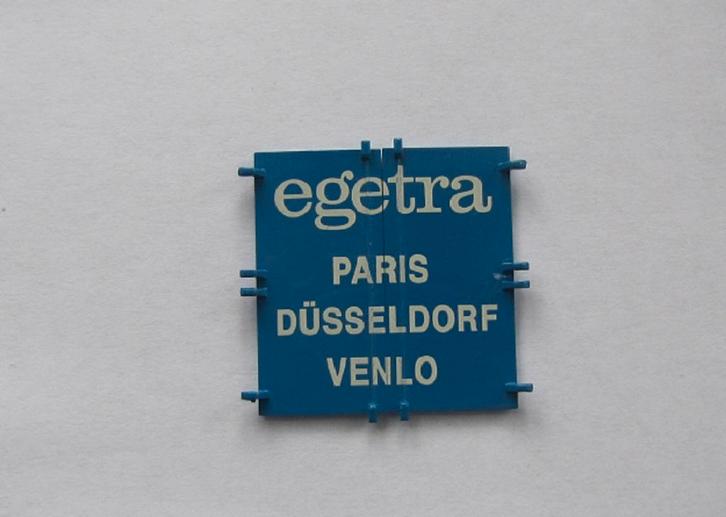 egetra
PARIS
DÜSSELDORF
VENLO